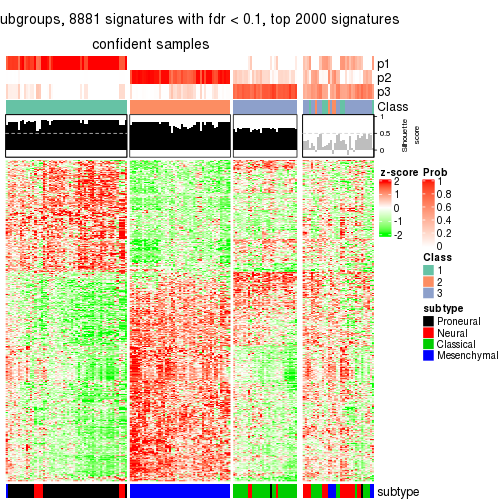 ubgroups, 8881 signatures with fdr < 0.1, top 2000 signatures
confident samples
p1
p2
p3
Class
1
0.5
0
Silhouette
score
z-score
2
1
0
-1
-2
Prob
1
0.8
0.6
0.4
0.2
0
Class
1
2
3
subtype
Proneural
Neural
Classical
Mesenchymal
subtype